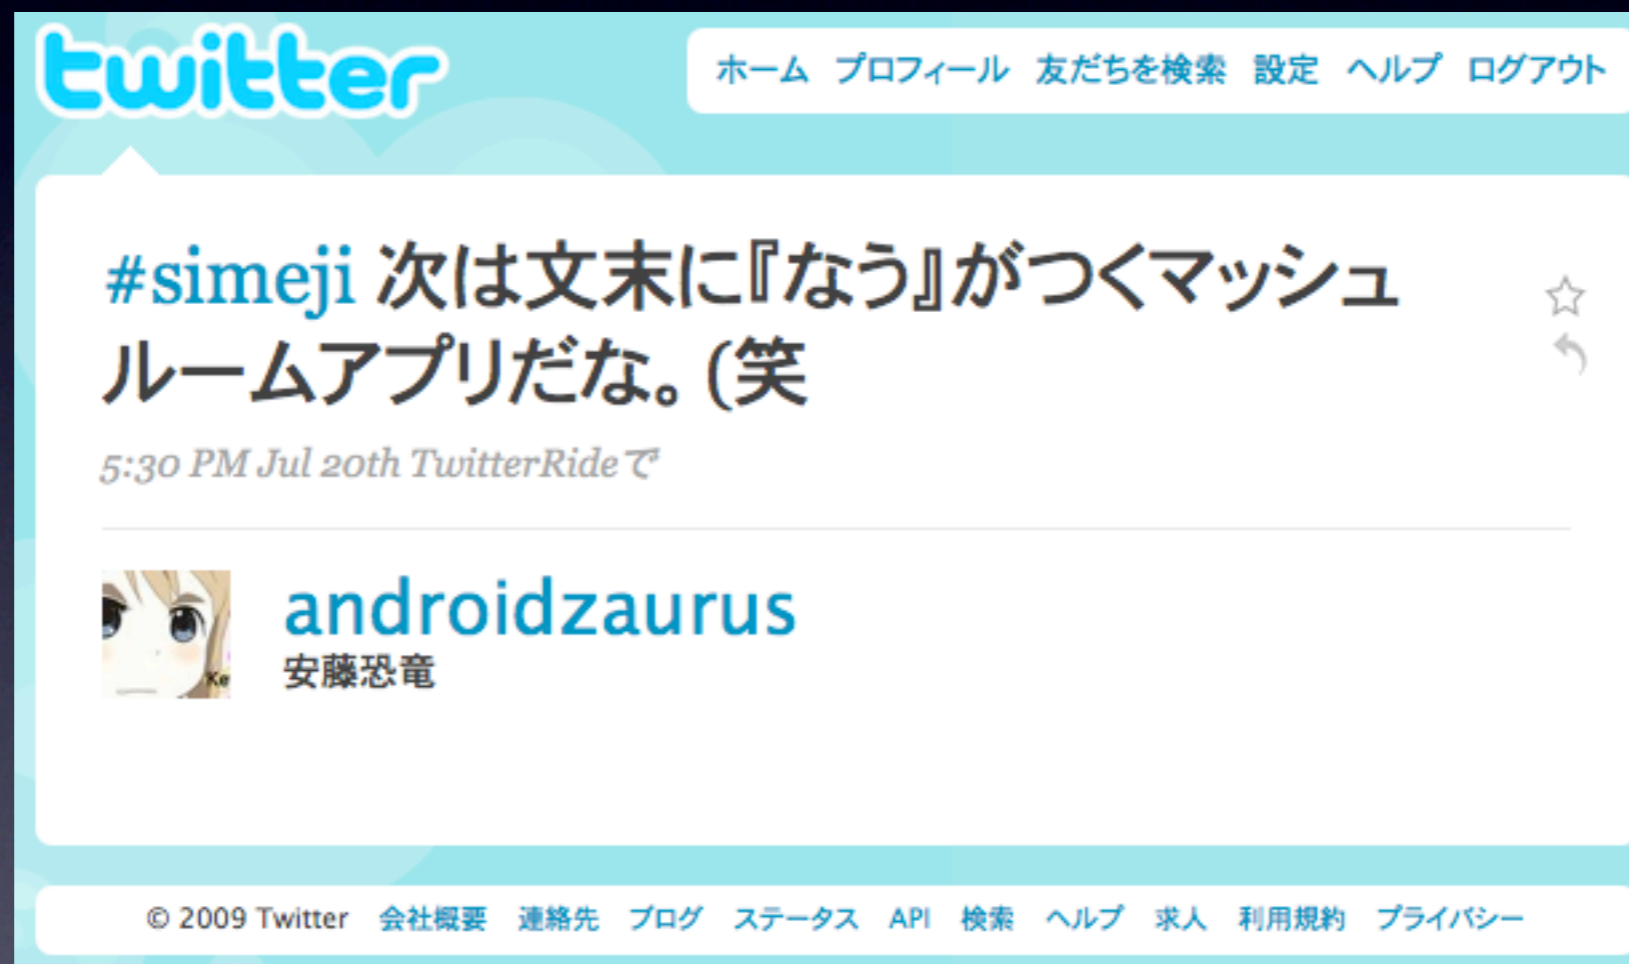 twitter
ホーム プロフィール 友だちを検索 設定 ヘルプ ログアウト
#simeji 次は文末に『なう』がつくマッシュ
ルームアプリだな。(笑
5:30 PM Jul 20th TwitterRideで
androidzaurus
安藤恐竜
Ke
© 2009 Twitter 会社概要 連絡先 ブログ ステータス API 検索 ヘルプ 求人 利用規約 プライバシー